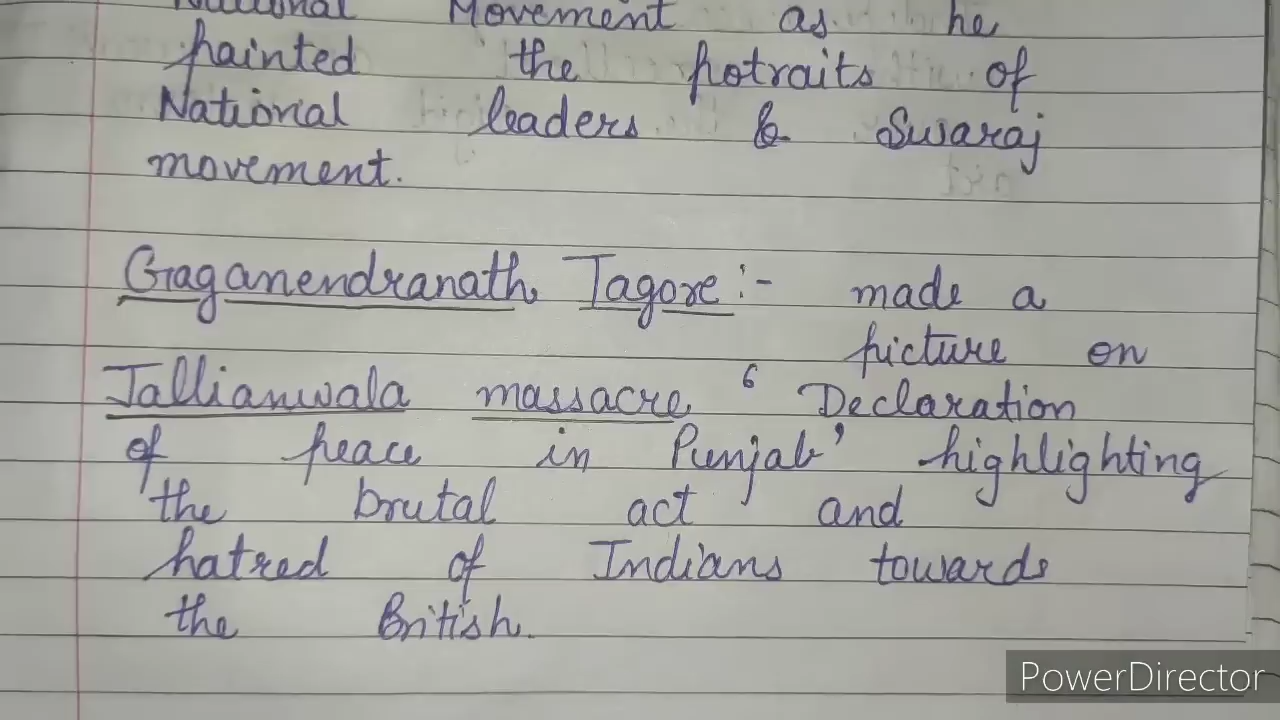 National Movement as he
painted the potraits of
National leaders & Swaraj
movement.
Gaganendranath Tagore :- made a
picture on
Jallianwala massacre ‘ Declaration
of peace in Punjab’ highlighting
the brutal act and
hatred of Indians towards
the British.
PowerDirector